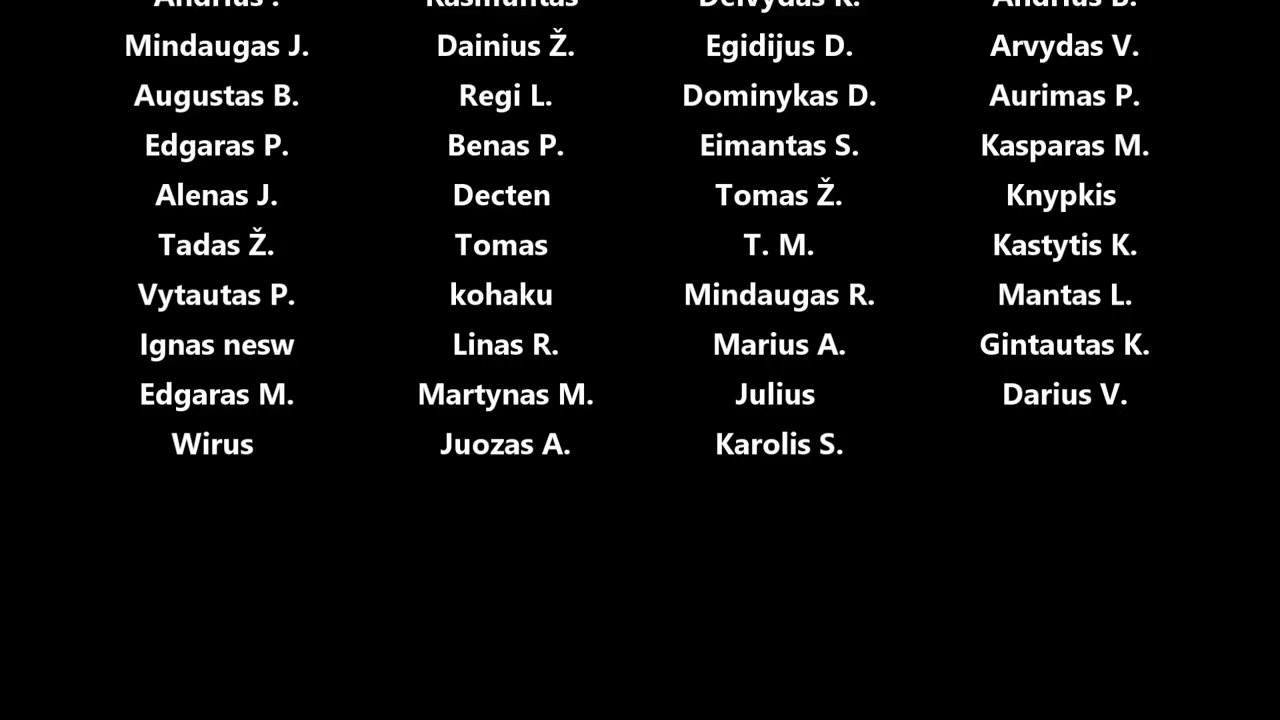 Mindaugas J. Dainius Ž. Egidijus D. Arvydas V.
Augustas B. Regi L. Dominykas D. Aurimas P.
Edgaras P. Benas P. Eimantas S. Kasparas M.
Alenas J. Decten Tomas Ž. Knypkis
Tadas Ž. Tomas T. M. Kastytis K.
Vytautas P. kohaku Mindaugas R. Mantas L.
Ignas nesw Linas R. Marius A. Gintautas K.
Edgaras M. Martynas M. Julius Darius V.
Wirus Juozas A. Karolis S.